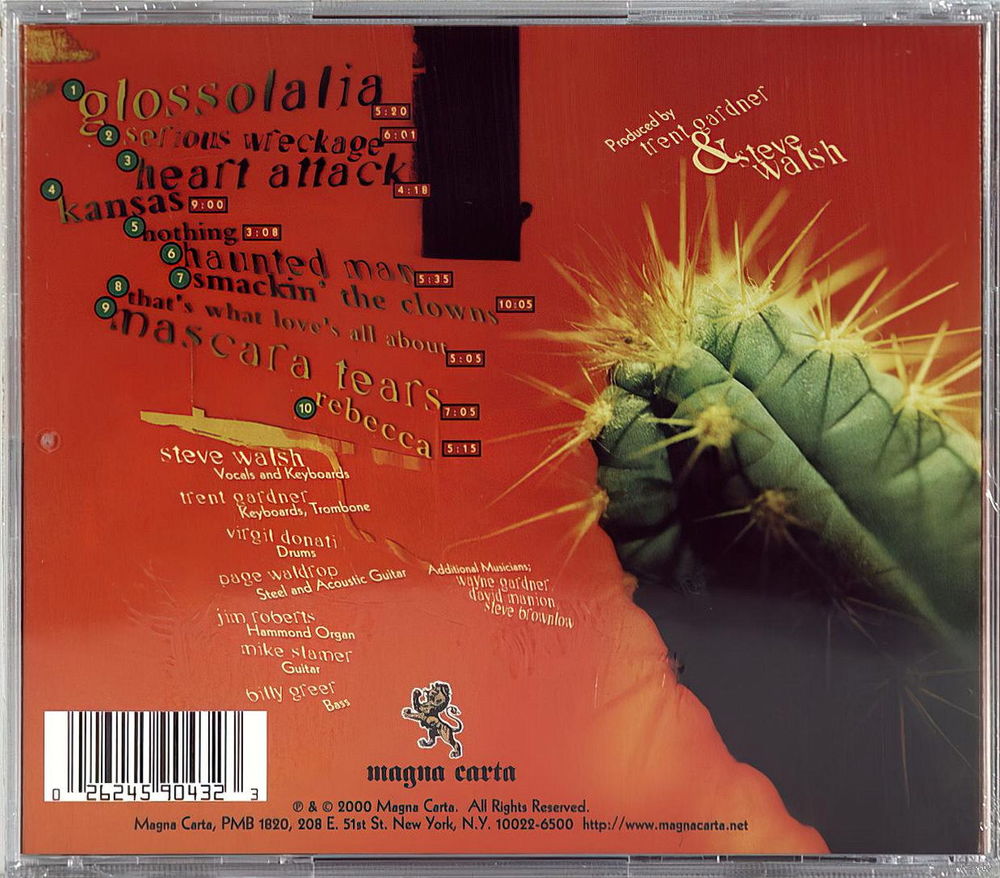 1 glossolalia 5:20
2 serious wreckage 6:01
3 heart attack 4:18
4 kansas 9:00
5 nothing 3:08
6 haunted man 5:35
7 smackin' the clowns 10:05
8 that's what love's all about 5:05
9 mascara tears 7:05
10 rebecca 5:15
Produced by
trent gardner
& steve
walsh
steve walsh
Vocals and Keyboards
trent gardner
Keyboards, Trombone
virgil donati
Drums
page waldrop
Steel and Acoustic Guitar
jim roberts
Hammond Organ
mike slamer
Guitar
billy greer
Bass
Additional Musicians;
wayne gardner
david manion
steve brownlow
magna carta
0 26245 90432 3
℗ & © 2000 Magna Carta. All Rights Reserved.
Magna Carta, PMB 1820, 208 E. 51st St. New York, N.Y. 10022-6500 http://www.magnacarta.net